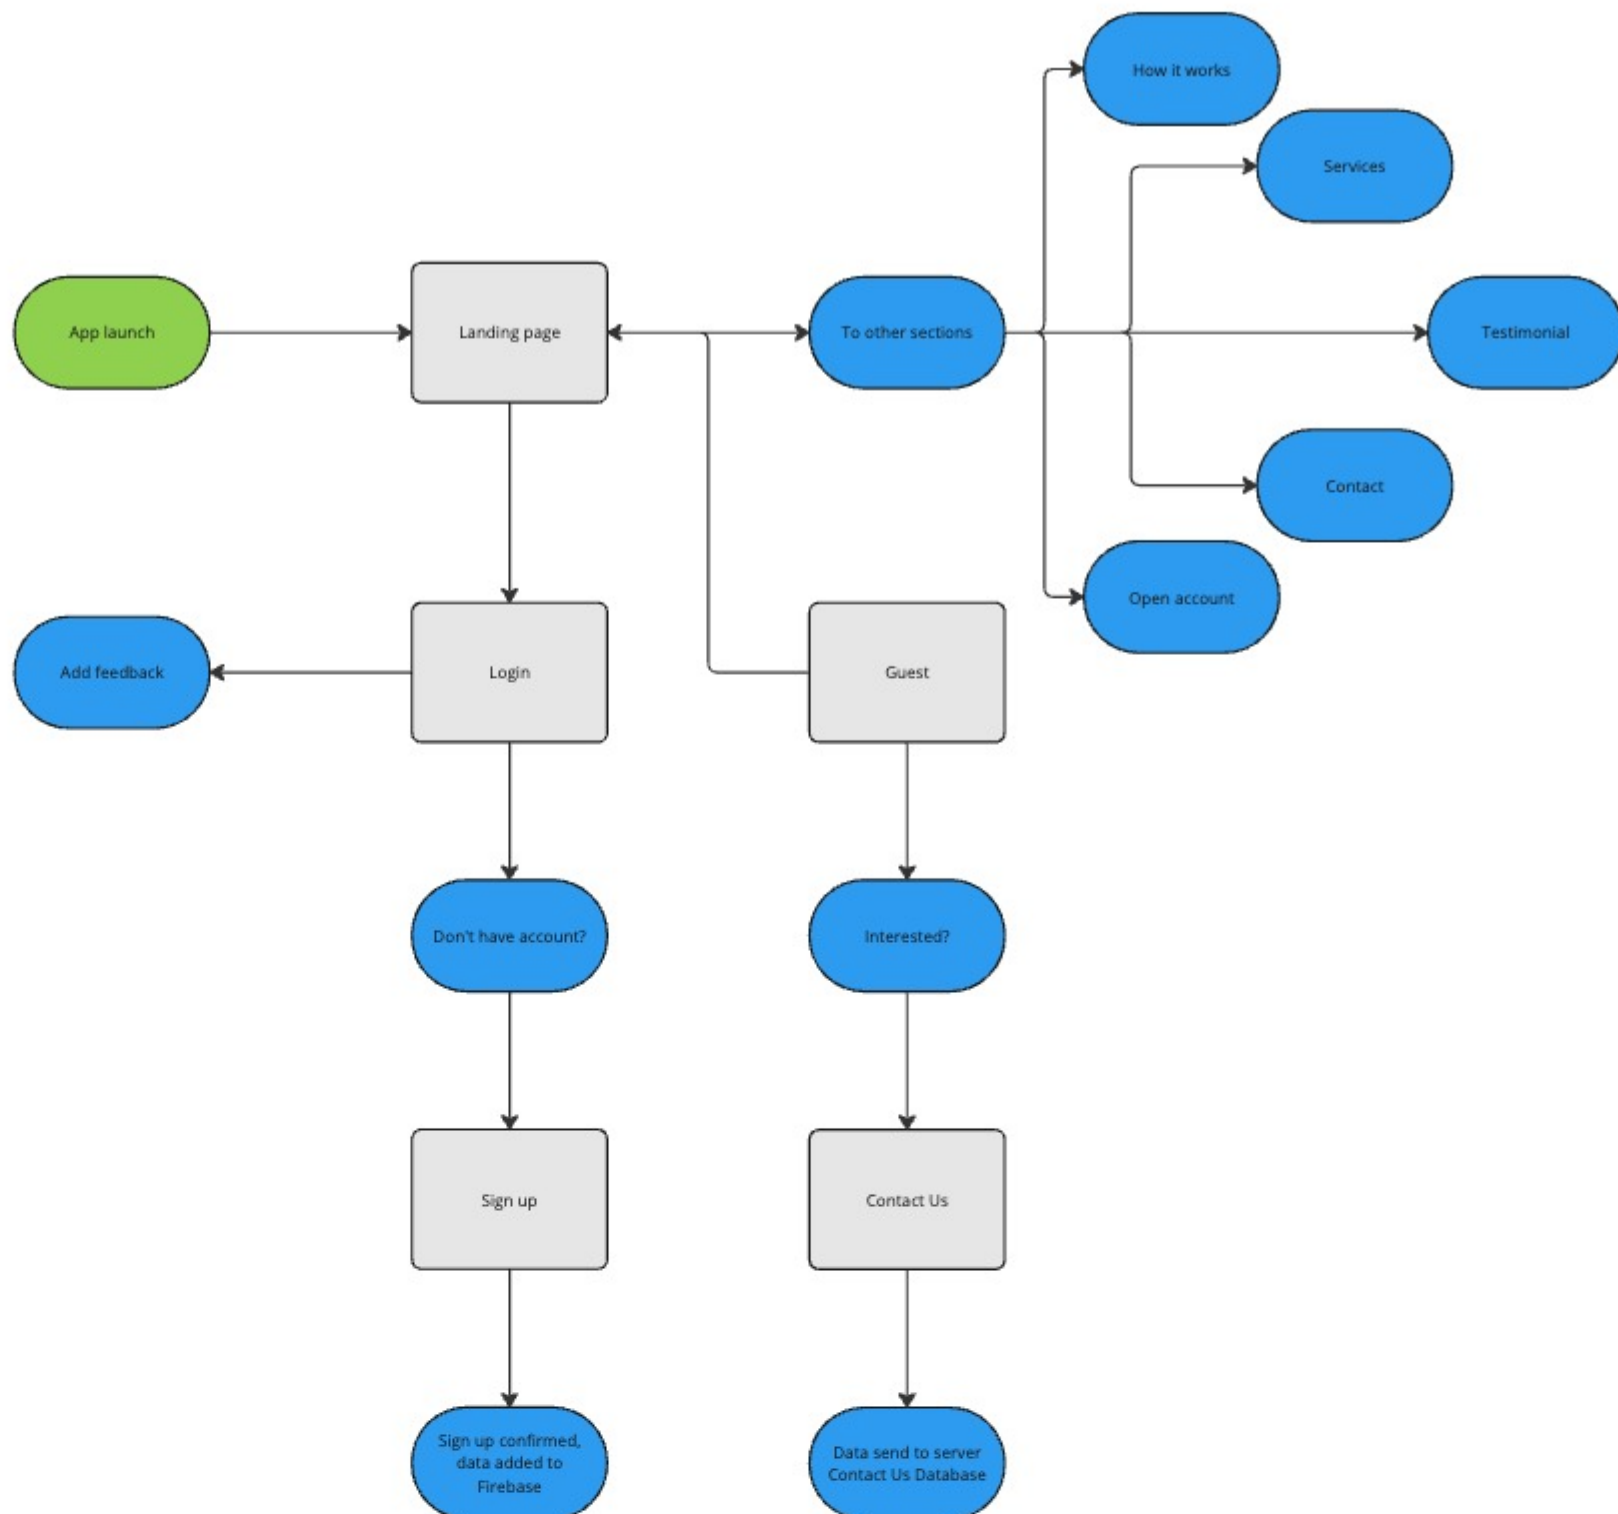 How it works
Services
App launch
Landing page
To other sections
Testimonial
Contact
Open account
Add feedback
Login
Guest
Don't have account?
Interested?
Sign up
Contact Us
Sign up confirmed,
data added to
Firebase
Data send to server
Contact Us Database